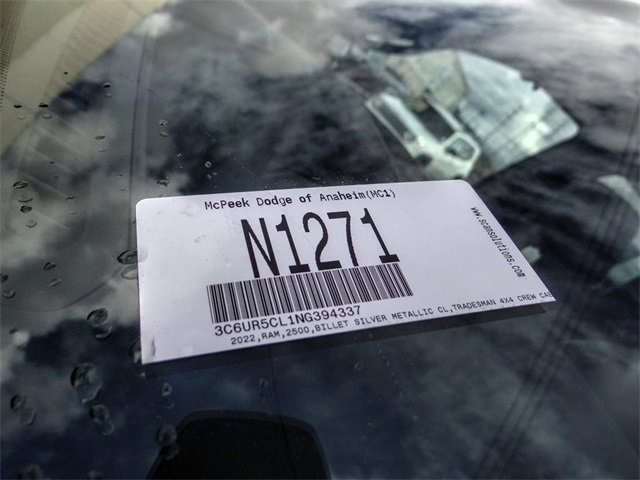 McPeek Dodge of Anaheim(MC1)
N1271
3C6UR5CL1NG394337
2022,RAM,2500,BILLET SILVER METALLIC CL,TRADESMAN 4X4 CREW CAB
www.scansolutions.com